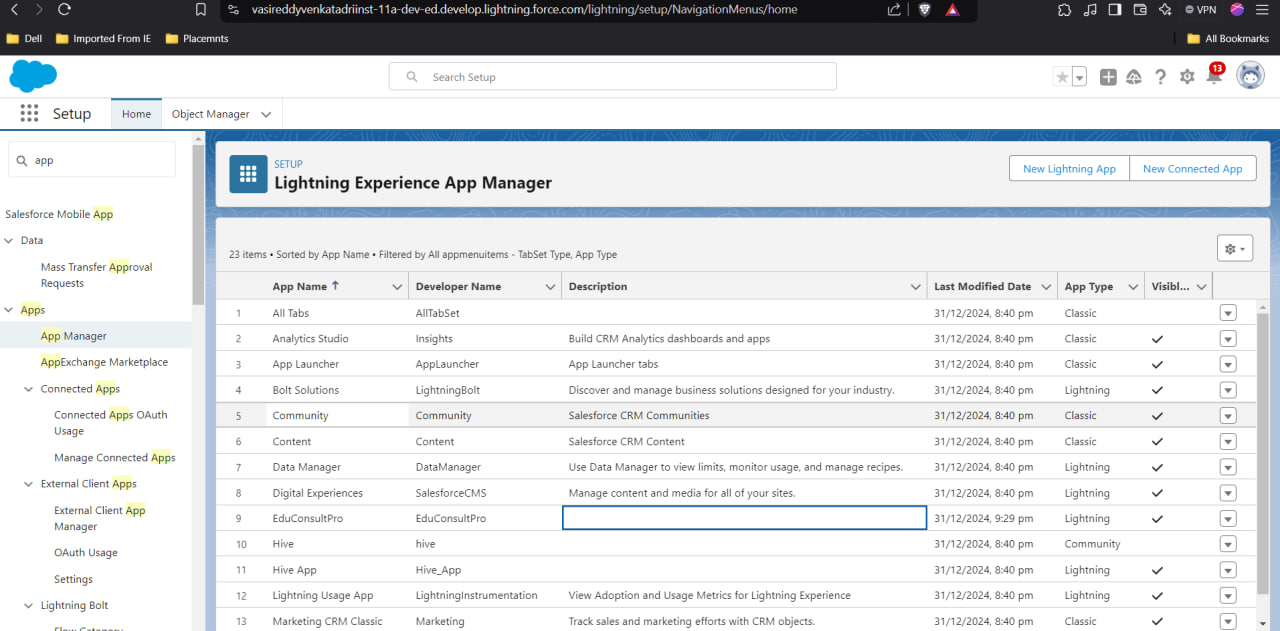 vasireddyvenkatadriinst-11a-dev-ed.develop.lightning.force.com/lightning/setup/NavigationMenus/home
VPN
Dell
Imported From IE
Placemnts
All Bookmarks
Search Setup
13
Setup
Home
Object Manager
app
Salesforce Mobile App
Data
Mass Transfer Approval
Requests
Apps
App Manager
AppExchange Marketplace
Connected Apps
Connected Apps OAuth
Usage
Manage Connected Apps
External Client Apps
External Client App
Manager
OAuth Usage
Settings
Lightning Bolt
Flow Category
SETUP
Lightning Experience App Manager
New Lightning App
New Connected App
23 items • Sorted by App Name • Filtered by All appmenuitems - TabSet Type, App Type
App Name ↑ Developer Name Description Last Modified Date App Type Visibl...
1 All Tabs AllTabSet 31/12/2024, 8:40 pm Classic
2 Analytics Studio Insights Build CRM Analytics dashboards and apps 31/12/2024, 8:40 pm Classic
3 App Launcher AppLauncher App Launcher tabs 31/12/2024, 8:40 pm Classic
4 Bolt Solutions LightningBolt Discover and manage business solutions designed for your industry. 31/12/2024, 8:40 pm Lightning
5 Community Community Salesforce CRM Communities 31/12/2024, 8:40 pm Classic
6 Content Content Salesforce CRM Content 31/12/2024, 8:40 pm Classic
7 Data Manager DataManager Use Data Manager to view limits, monitor usage, and manage recipes. 31/12/2024, 8:40 pm Lightning
8 Digital Experiences SalesforceCMS Manage content and media for all of your sites. 31/12/2024, 8:40 pm Lightning
9 EduConsultPro EduConsultPro 31/12/2024, 9:29 pm Lightning
10 Hive hive 31/12/2024, 8:40 pm Community
11 Hive App Hive_App 31/12/2024, 8:40 pm Lightning
12 Lightning Usage App LightningInstrumentation View Adoption and Usage Metrics for Lightning Experience 31/12/2024, 8:40 pm Lightning
13 Marketing CRM Classic Marketing Track sales and marketing efforts with CRM objects. 31/12/2024, 8:40 pm Classic